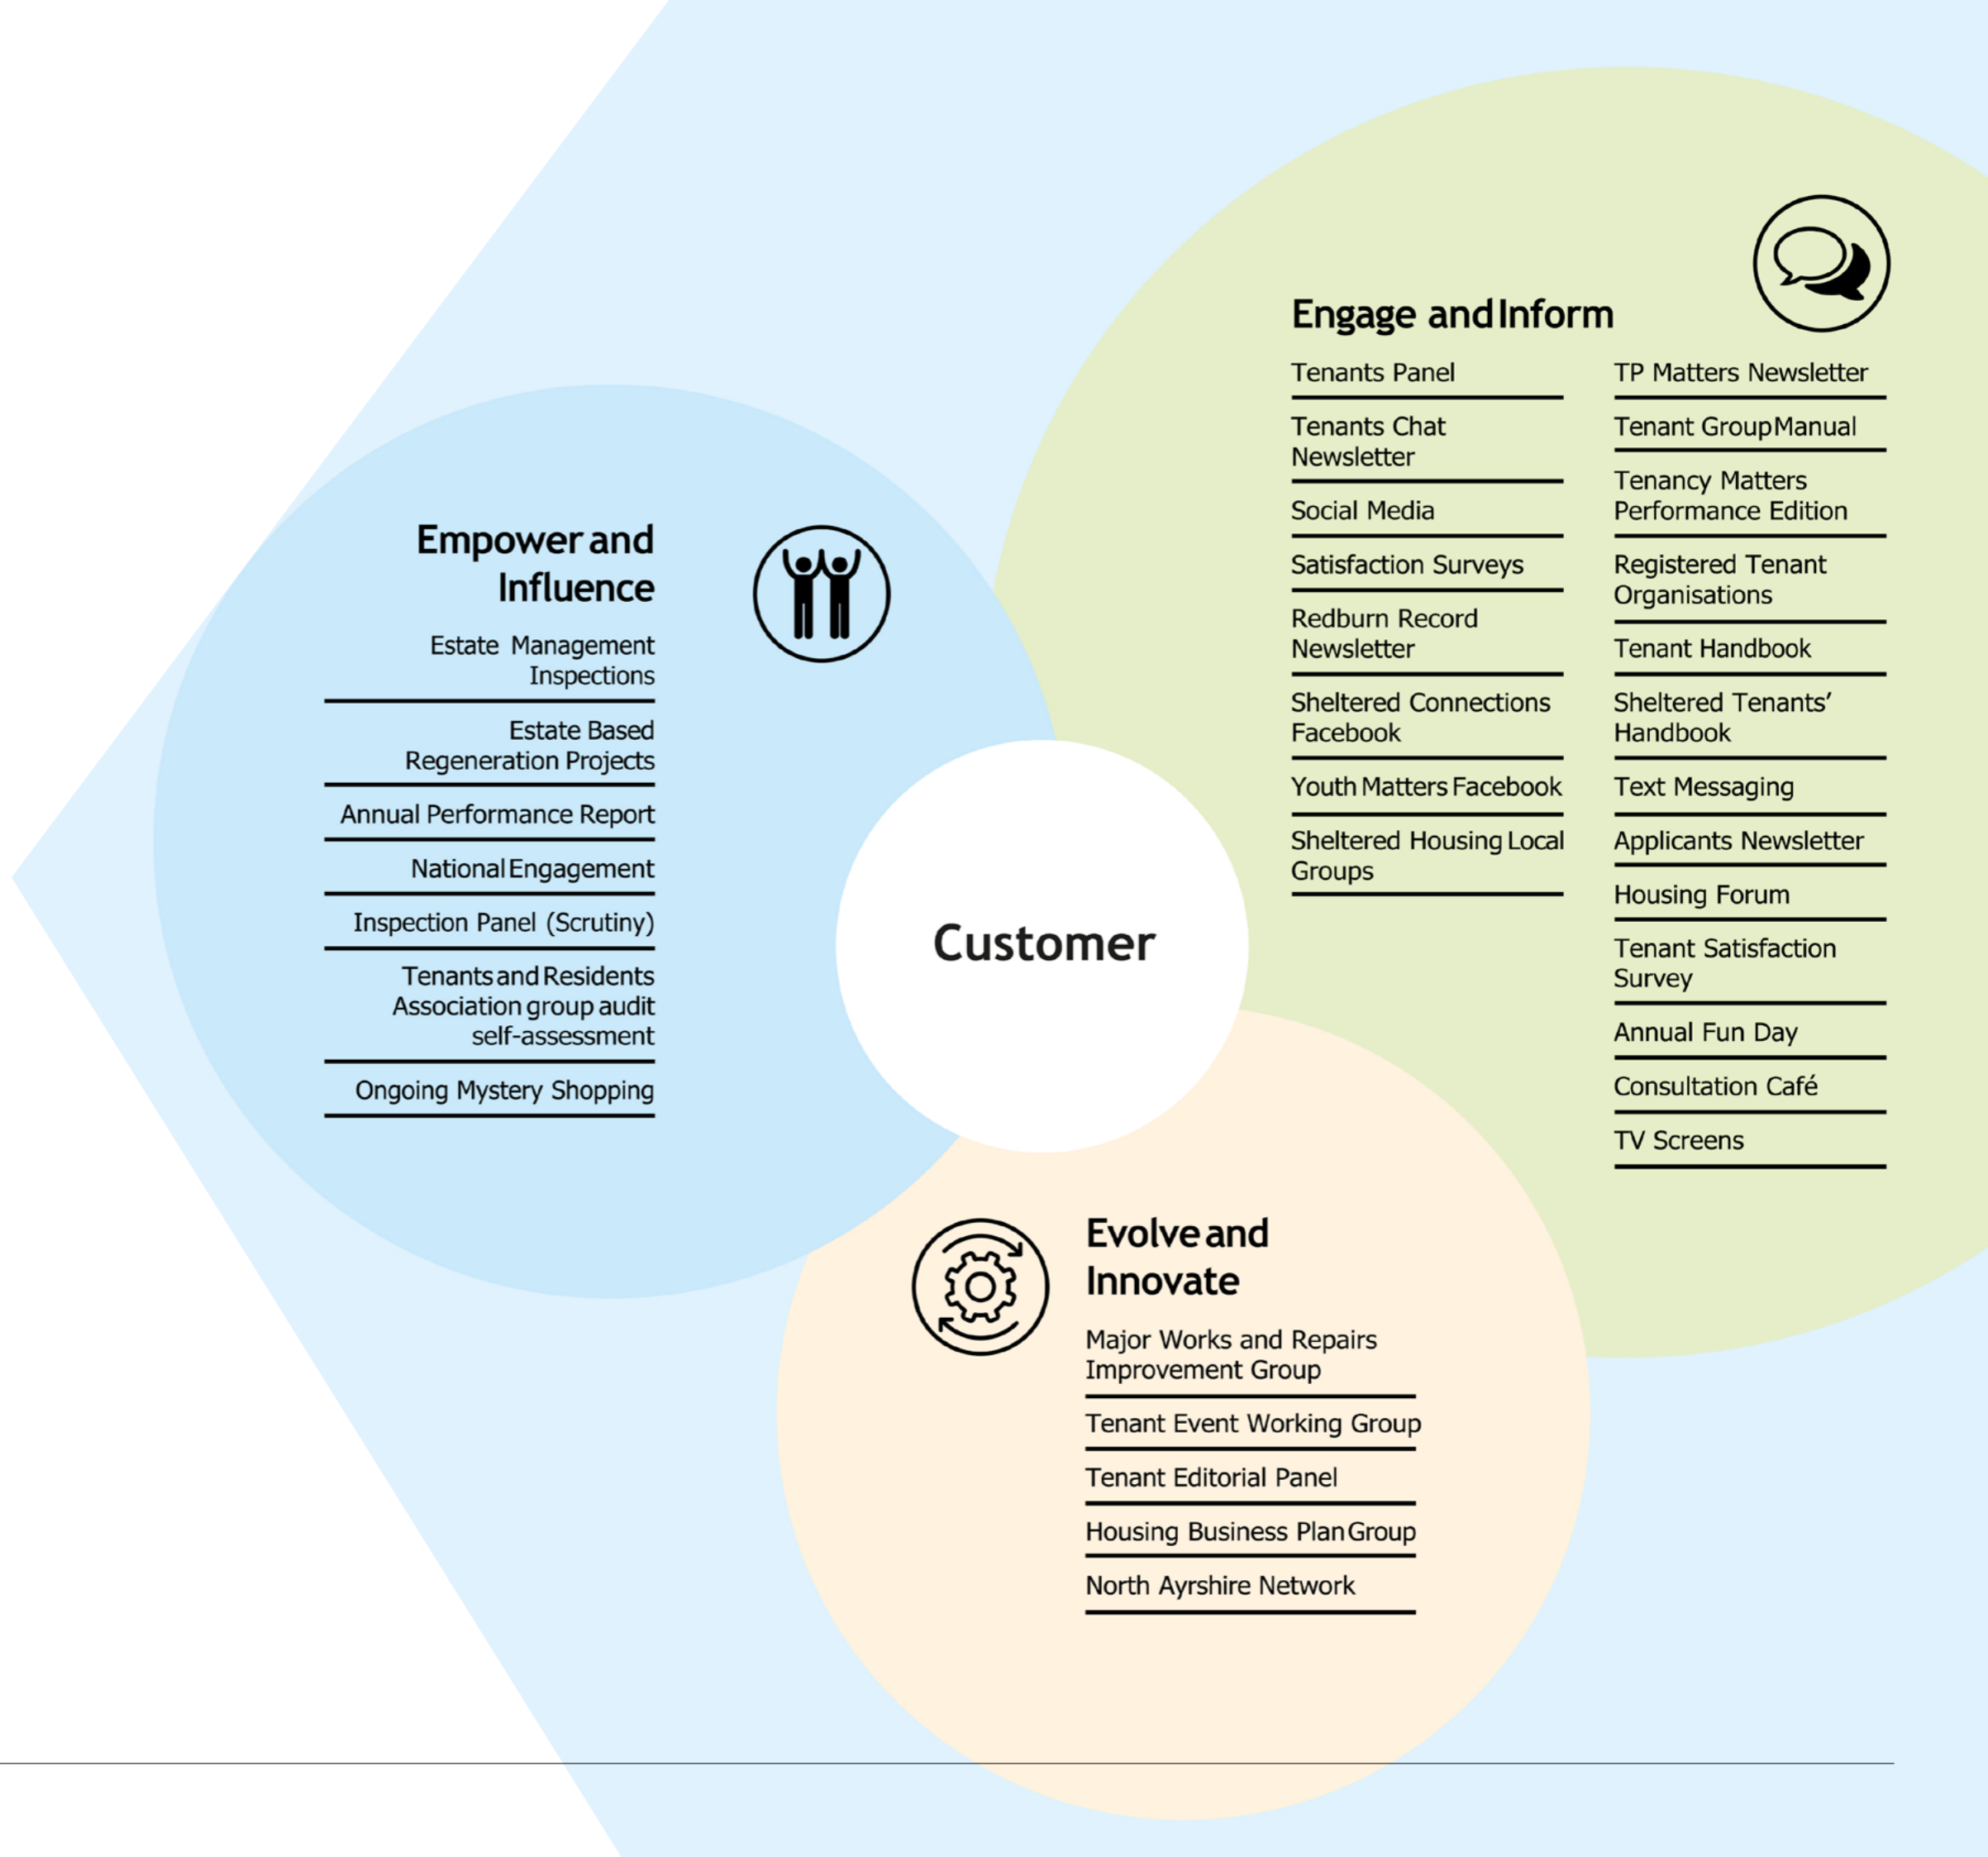 Engage and Inform
Tenants Panel
Tenants Chat
Newsletter
Social Media
Satisfaction Surveys
Redburn Record
Newsletter
Sheltered Connections
Facebook
Youth Matters Facebook
Sheltered Housing Local
Groups
TP Matters Newsletter
Tenant Group Manual
Tenancy Matters
Performance Edition
Registered Tenant
Organisations
Tenant Handbook
Sheltered Tenants’
Handbook
Text Messaging
Applicants Newsletter
Housing Forum
Tenant Satisfaction
Survey
Annual Fun Day
Consultation Café
TV Screens
Empower and
Influence
Estate Management
Inspections
Estate Based
Regeneration Projects
Annual Performance Report
National Engagement
Inspection Panel (Scrutiny)
Tenants and Residents
Association group audit
self-assessment
Ongoing Mystery Shopping
Customer
Evolve and
Innovate
Major Works and Repairs
Improvement Group
Tenant Event Working Group
Tenant Editorial Panel
Housing Business Plan Group
North Ayrshire Network